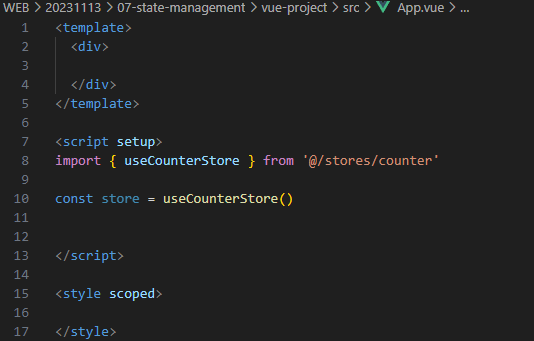 WEB > 20231113 > 07-state-management > vue-project > src > App.vue > ...
1 <template>
2 <div>
3
4 </div>
5 </template>
6
7 <script setup>
8 import { useCounterStore } from '@/stores/counter'
9
10 const store = useCounterStore()
11
12
13 </script>
14
15 <style scoped>
16
17 </style>